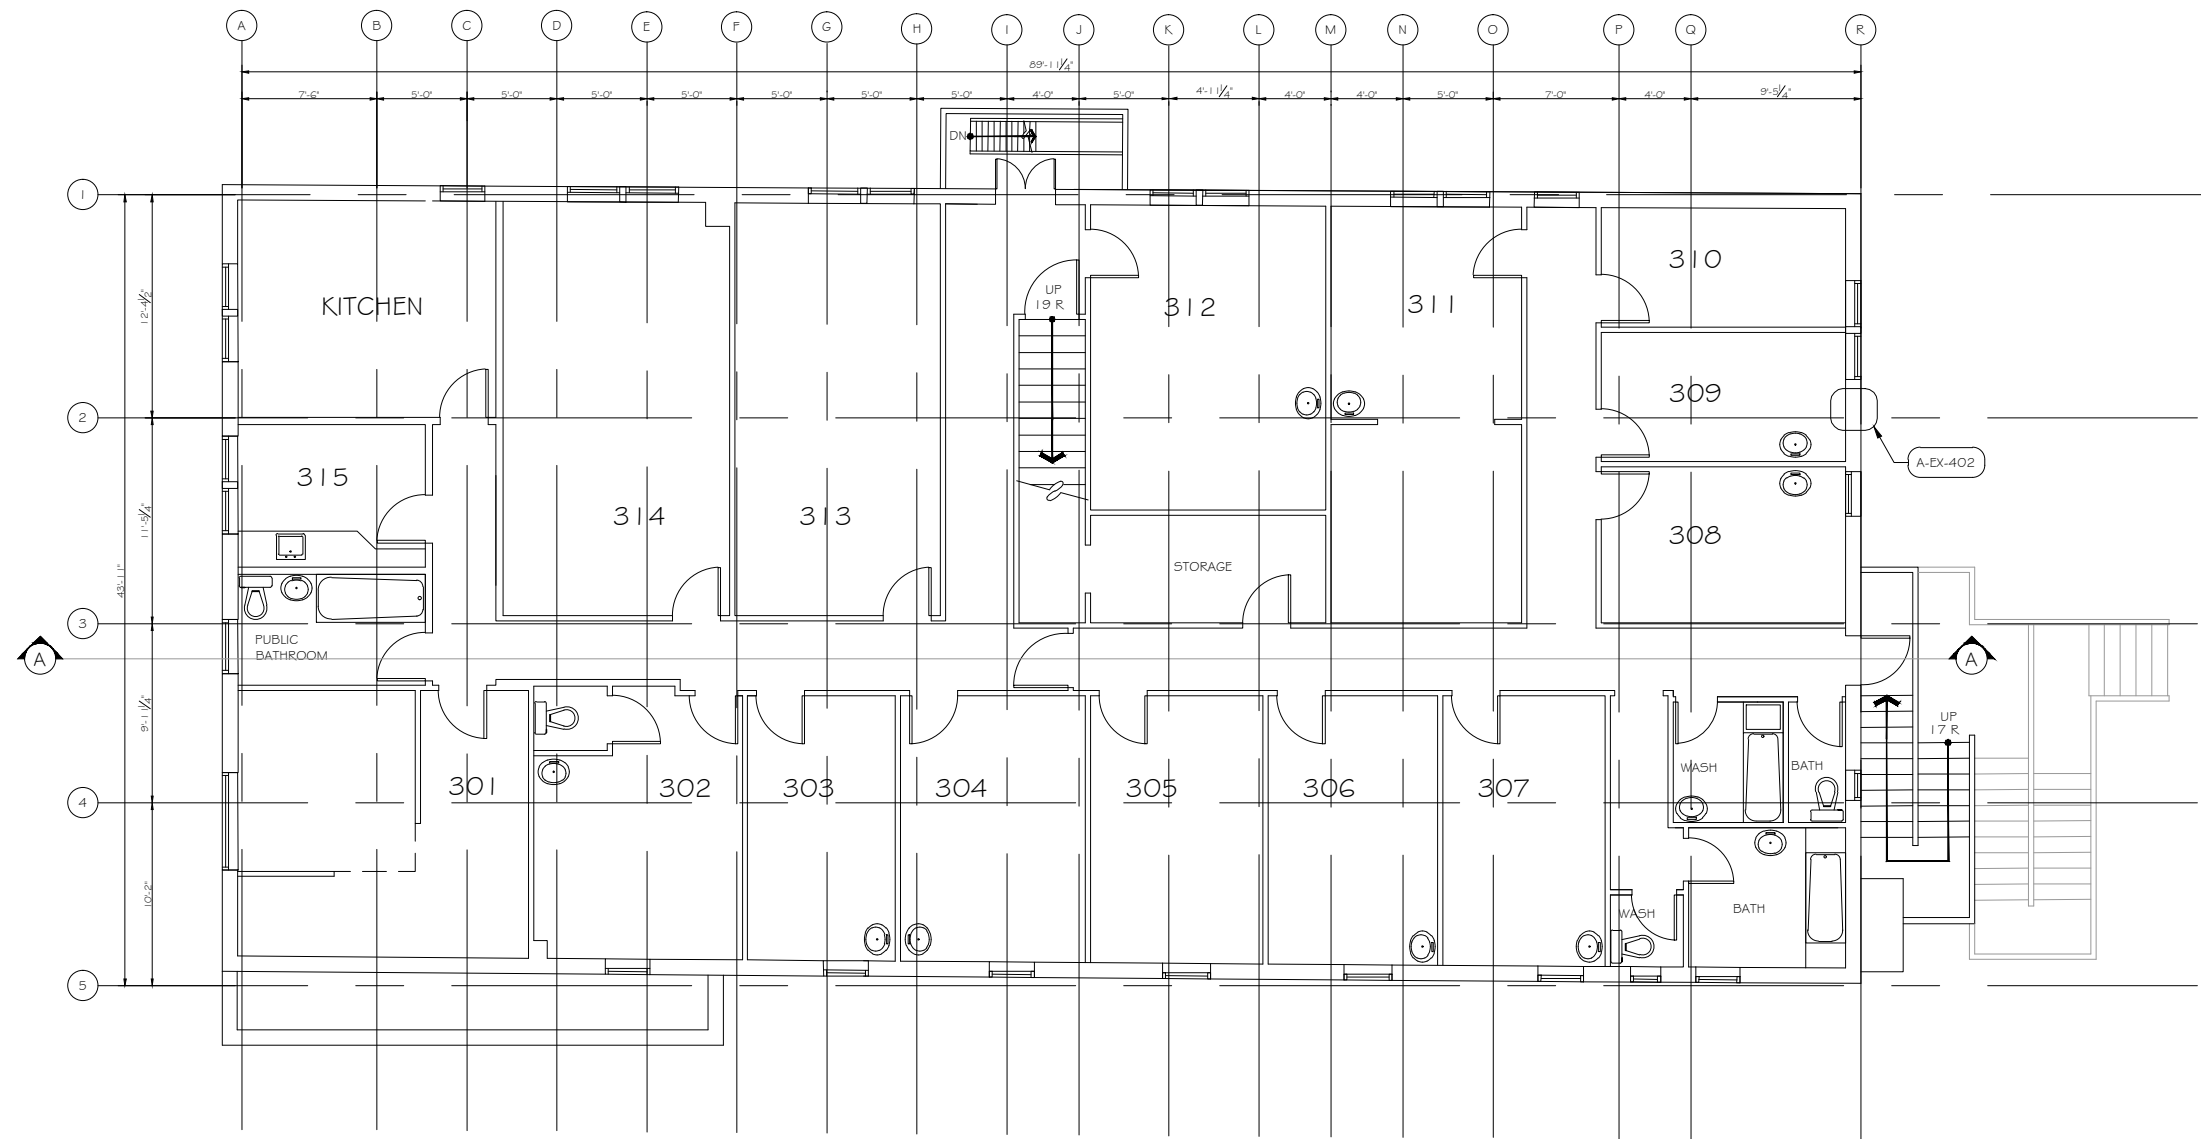 A B C D E F G H I J K L M N O P Q R
89'-11 1/4"
7'-6" 5'-0" 5'-0" 5'-0" 5'-0" 5'-0" 5'-0" 5'-0" 4'-0" 5'-0" 4'-11 1/4" 4'-0" 4'-0" 5'-0" 7'-0" 4'-0" 9'-5 1/4"
DN
1
310
UP
19 R
KITCHEN
312
311
12'-4 1/2"
309
2
A-EX-402
315
314
313
308
11'-5 1/4"
STORAGE
43'-11"
3
PUBLIC
BATHROOM
A
A
9'-11 1/4"
UP
17 R
WASH
BATH
301
302
303
304
305
306
307
4
10'-2"
WASH
BATH
5